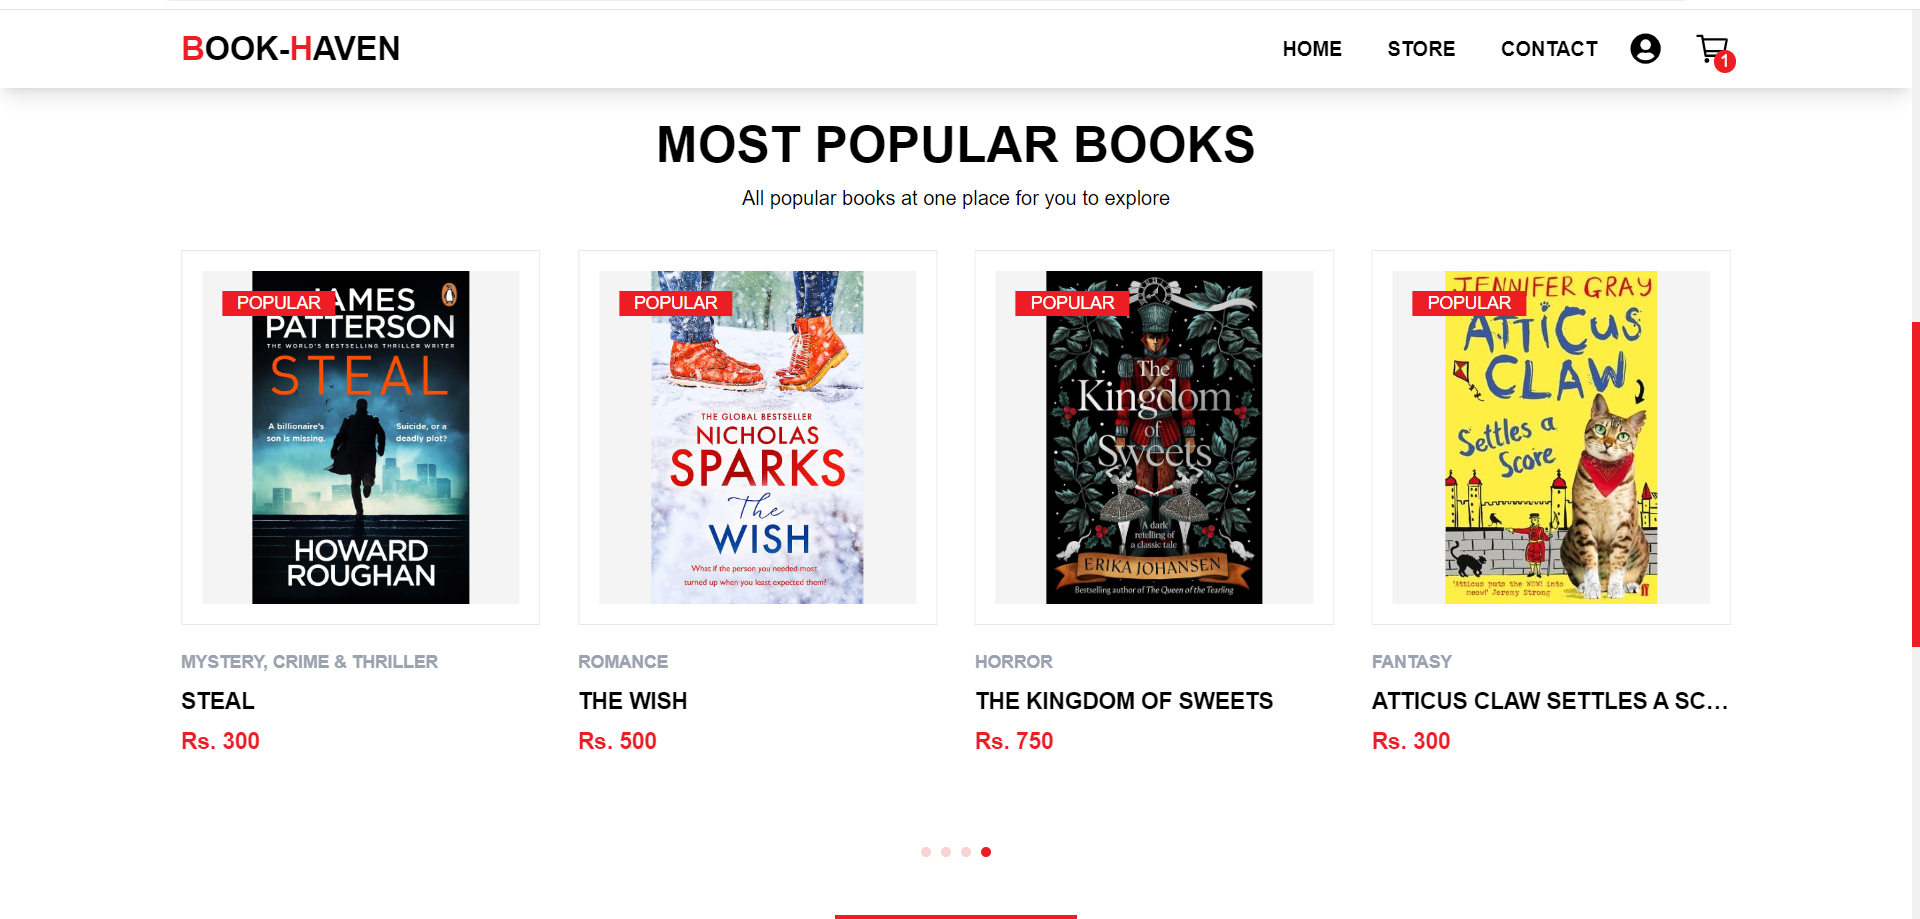 BOOK-HAVEN
HOME
STORE
CONTACT
1
MOST POPULAR BOOKS
All popular books at one place for you to explore
POPULAR
JAMES
PATTERSON
THE WORLD'S BESTSELLING THRILLER WRITER
STEAL
A billionaire's
son is missing.
Suicide, or a
deadly plot?
HOWARD
ROUGHAN
POPULAR
THE GLOBAL BESTSELLER
NICHOLAS
SPARKS
The
WISH
What if the person you needed most
turned up when you least expected them?
POPULAR
The
Kingdom
of
Sweets
A dark
retelling of
a classic tale
ERIKA JOHANSEN
Bestselling author of The Queen of the Tearling
POPULAR
JENNIFER GRAY
ATTICUS
CLAW
Settles a
Score
'Atticus puts the WOW! into
meow!' Jeremy Strong
ff
MYSTERY, CRIME & THRILLER
STEAL
Rs. 300
ROMANCE
THE WISH
Rs. 500
HORROR
THE KINGDOM OF SWEETS
Rs. 750
FANTASY
ATTICUS CLAW SETTLES A SC...
Rs. 300